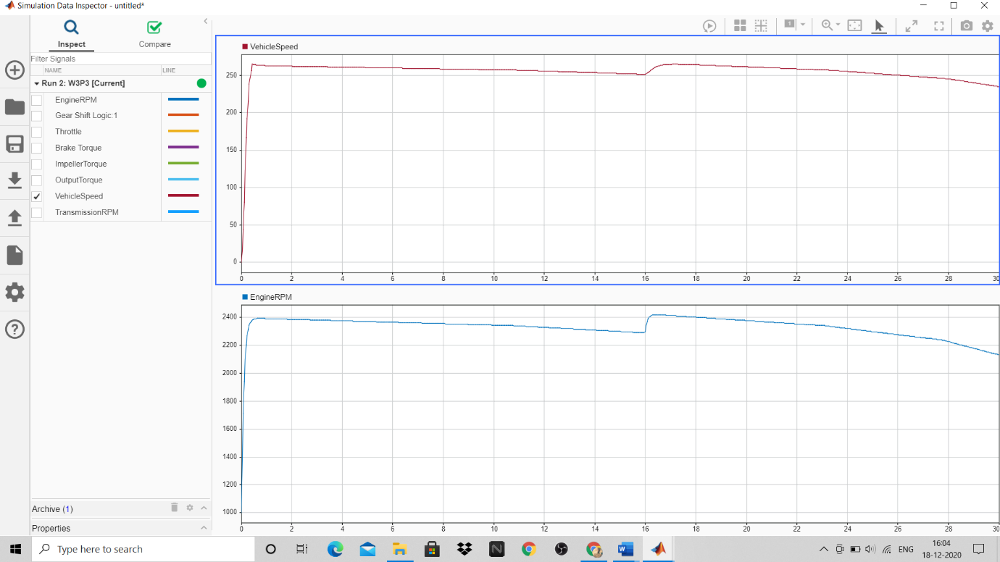 Simulation Data Inspector - untitled*
Inspect
Compare
Filter Signals
NAME LINE
Run 2: W3P3 [Current]
EngineRPM
Gear Shift Logic:1
Throttle
Brake Torque
ImpellerTorque
OutputTorque
VehicleSpeed
TransmissionRPM
Archive (1)
Properties
1
VehicleSpeed
250
200
150
100
50
0
0 2 4 6 8 10 12 14 16 18 20 22 24 26 28 30
EngineRPM
2400
2200
2000
1800
1600
1400
1200
1000
0 2 4 6 8 10 12 14 16 18 20 22 24 26 28 30
Type here to search
ENG
16:04
18-12-2020